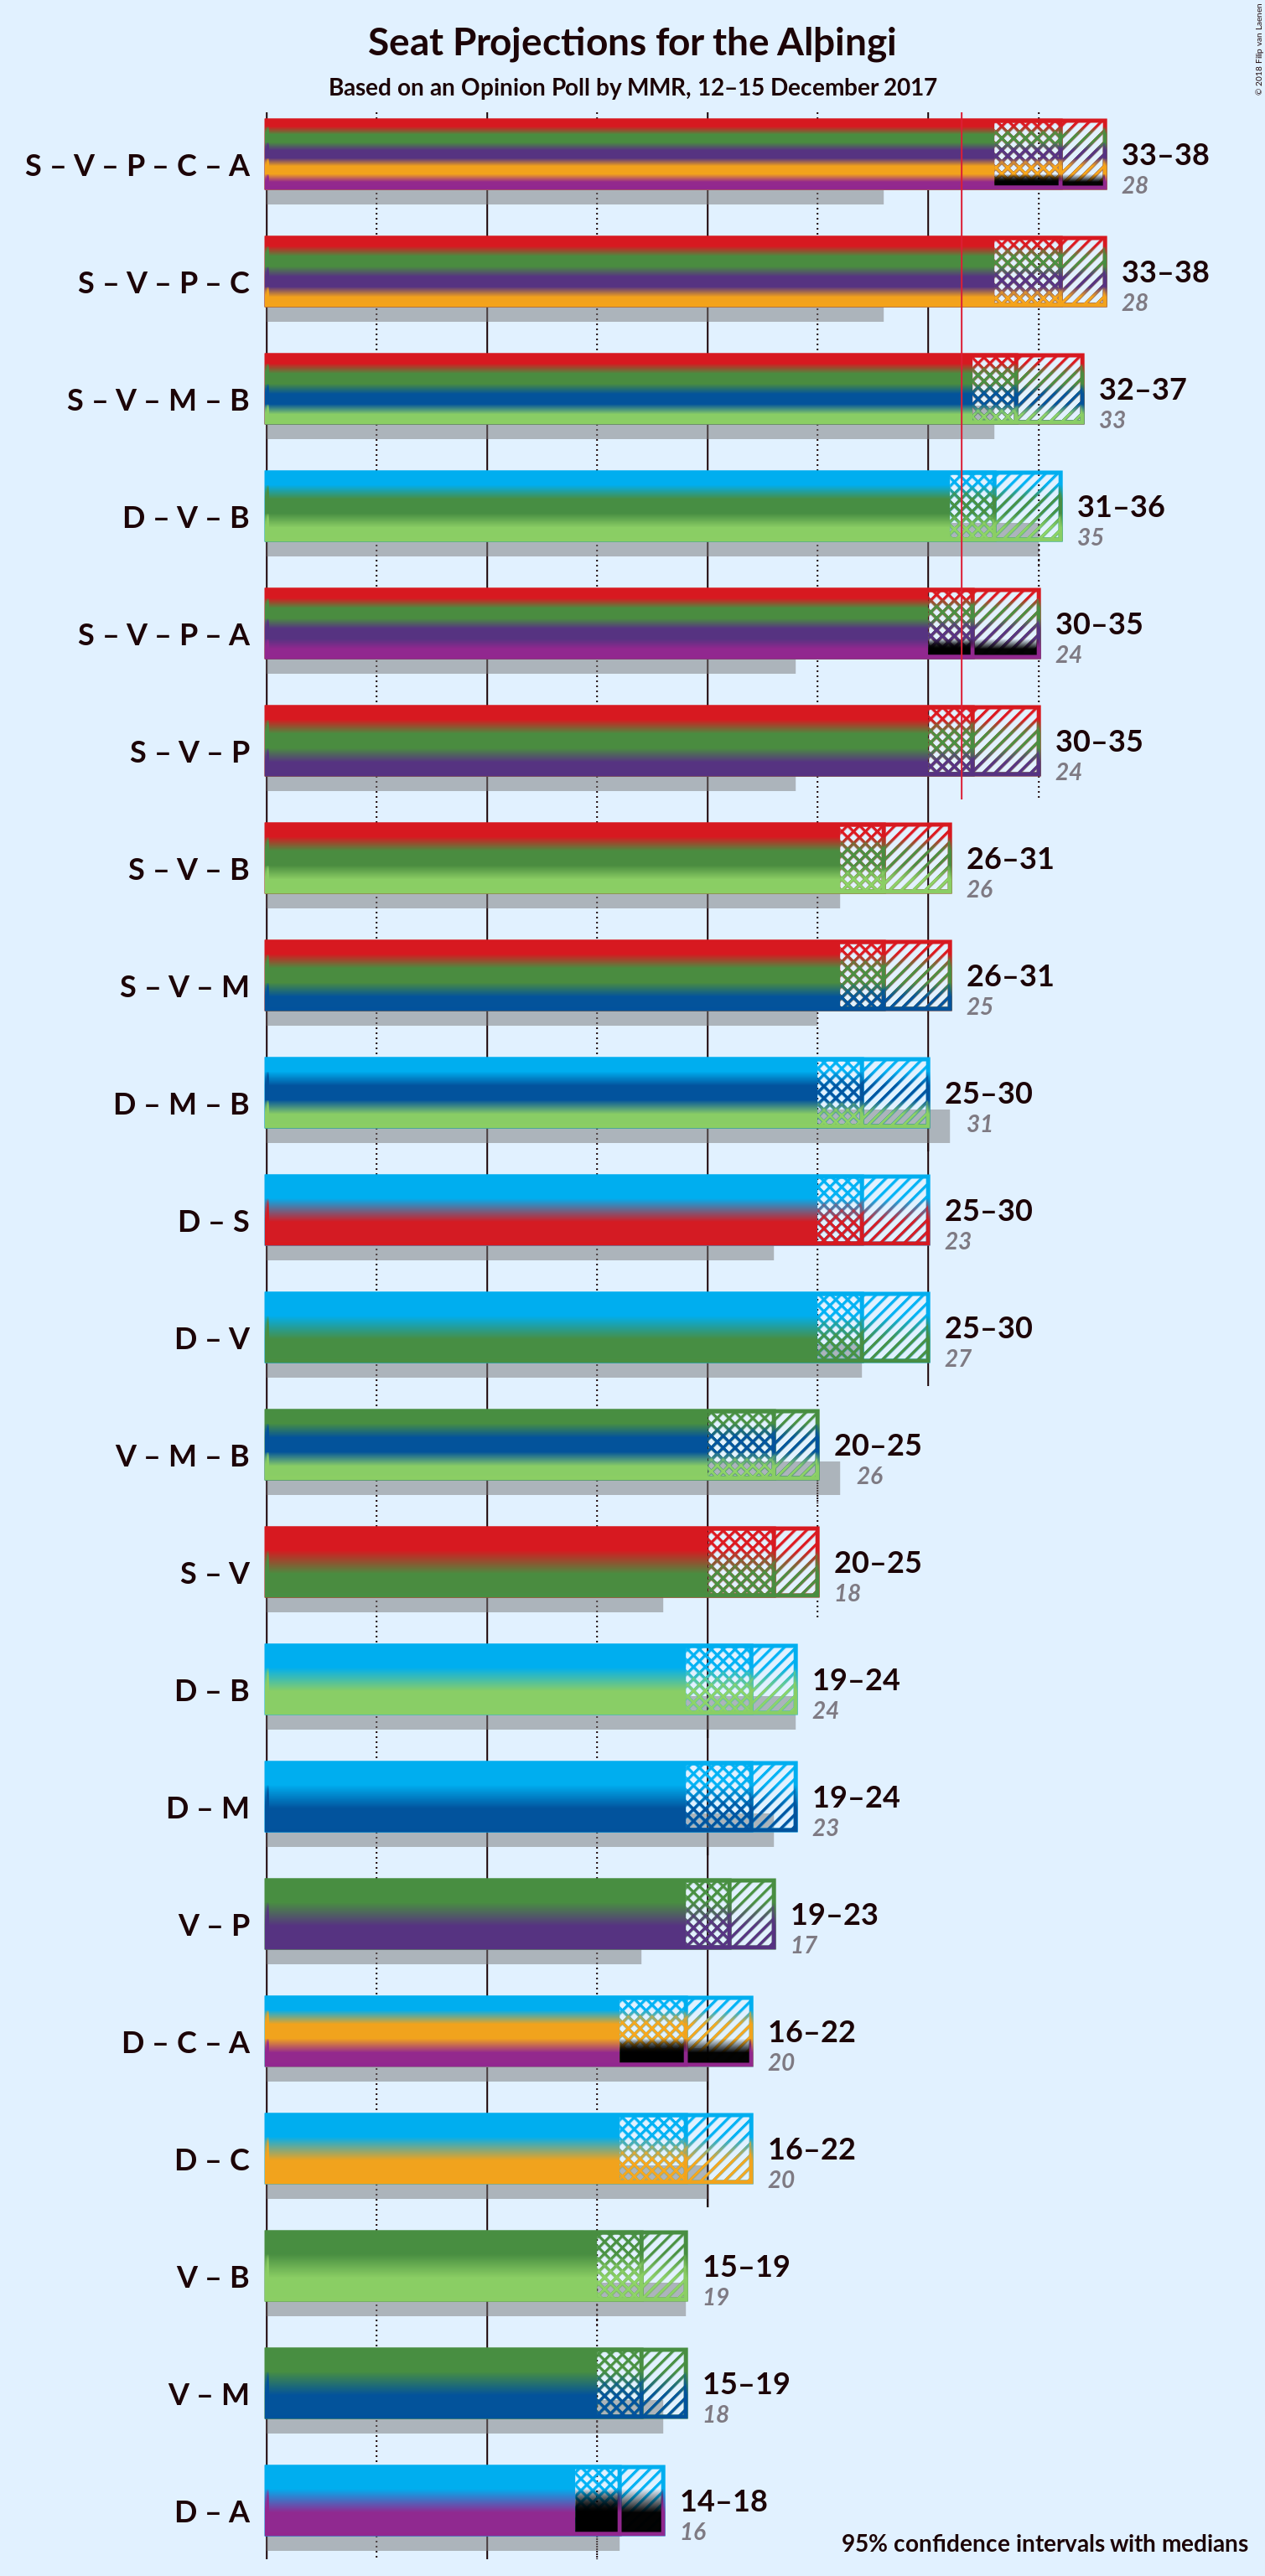 Seat Projections for the Alþingi
Based on an Opinion Poll by MMR, 12–15 December 2017
© 2018 Filip van Laenen
S – V – P – C – A
33–38
28
S – V – P – C
33–38
28
S – V – M – B
32–37
33
D – V – B
31–36
35
S – V – P – A
30–35
24
S – V – P
30–35
24
S – V – B
26–31
26
S – V – M
26–31
25
D – M – B
25–30
31
D – S
25–30
23
D – V
25–30
27
V – M – B
20–25
26
S – V
20–25
18
D – B
19–24
24
D – M
19–24
23
V – P
19–23
17
D – C – A
16–22
20
D – C
16–22
20
V – B
15–19
19
V – M
15–19
18
D – A
14–18
16
95% confidence intervals with medians